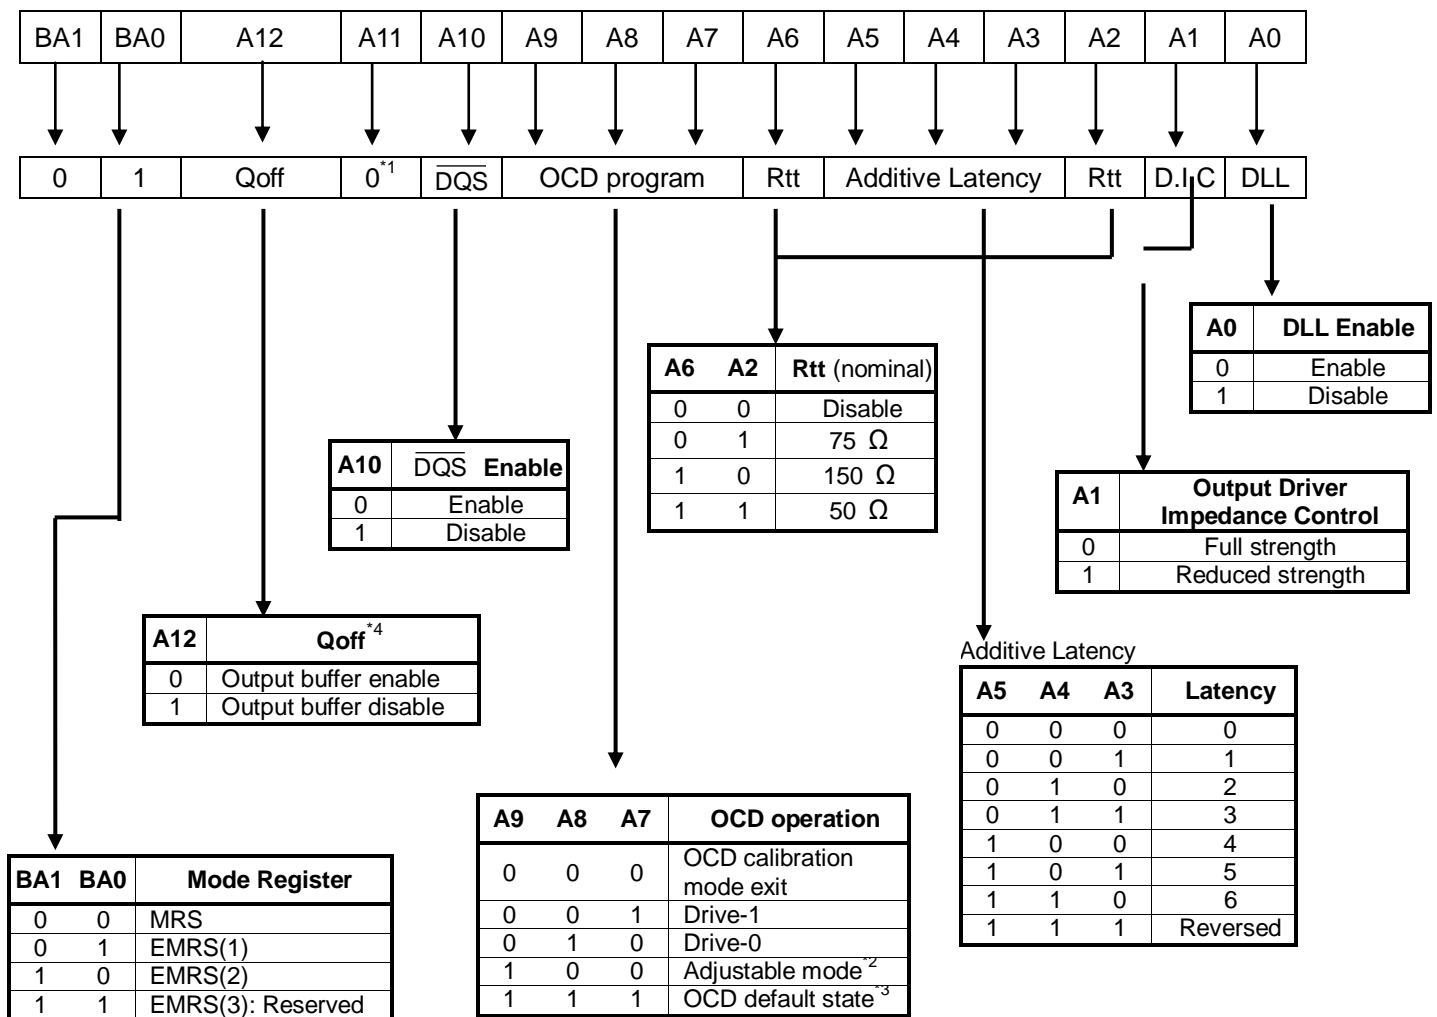 BA1 BA0 A12 A11 A10 A9 A8 A7 A6 A5 A4 A3 A2 A1 A0
0 1 Qoff 0*1 DQS OCD program Rtt Additive Latency Rtt D.I.C DLL
A0 DLL Enable
0 Enable
1 Disable
A6 A2 Rtt (nominal)
0 0 Disable
0 1 75 Ω
1 0 150 Ω
1 1 50 Ω
A10 DQS Enable
0 Enable
1 Disable
A1 Output Driver
Impedance Control
0 Full strength
1 Reduced strength
A12 Qoff*4
0 Output buffer enable
1 Output buffer disable
Additive Latency
A5 A4 A3 Latency
0 0 0 0
0 0 1 1
0 1 0 2
0 1 1 3
1 0 0 4
1 0 1 5
1 1 0 6
1 1 1 Reversed
A9 A8 A7 OCD operation
0 0 0 OCD calibration
mode exit
0 0 1 Drive-1
0 1 0 Drive-0
1 0 0 Adjustable mode*2
1 1 1 OCD default state*3
BA1 BA0 Mode Register
0 0 MRS
0 1 EMRS(1)
1 0 EMRS(2)
1 1 EMRS(3): Reserved